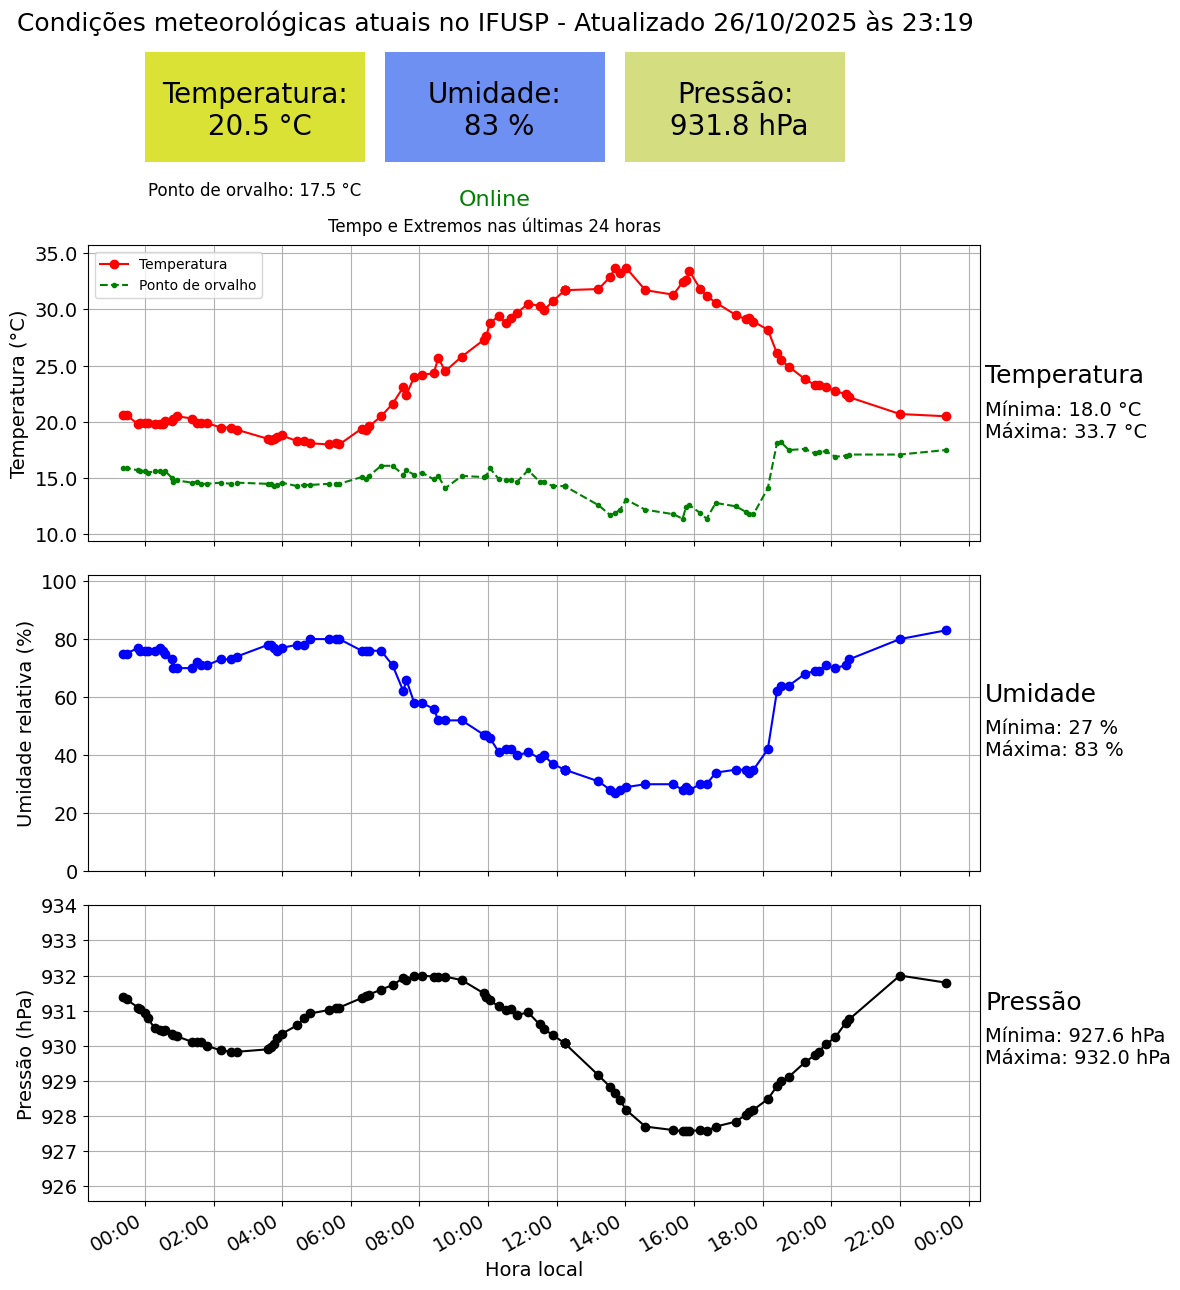 Condições meteorológicas atuais no IFUSP - Atualizado 26/10/2025 às 23:19
Temperatura:
20.5 °C
Umidade:
83 %
Pressão:
931.8 hPa
Ponto de orvalho: 17.5 °C
Online
Tempo e Extremos nas últimas 24 horas
Temperatura
Ponto de orvalho
Temperatura (°C)
35.0
30.0
25.0
20.0
15.0
10.0
Temperatura
Mínima: 18.0 °C
Máxima: 33.7 °C
Umidade relativa (%)
100
80
60
40
20
0
Umidade
Mínima: 27 %
Máxima: 83 %
Pressão (hPa)
934
933
932
931
930
929
928
927
926
Pressão
Mínima: 927.6 hPa
Máxima: 932.0 hPa
00:00
02:00
04:00
06:00
08:00
10:00
12:00
14:00
16:00
18:00
20:00
22:00
00:00
Hora local